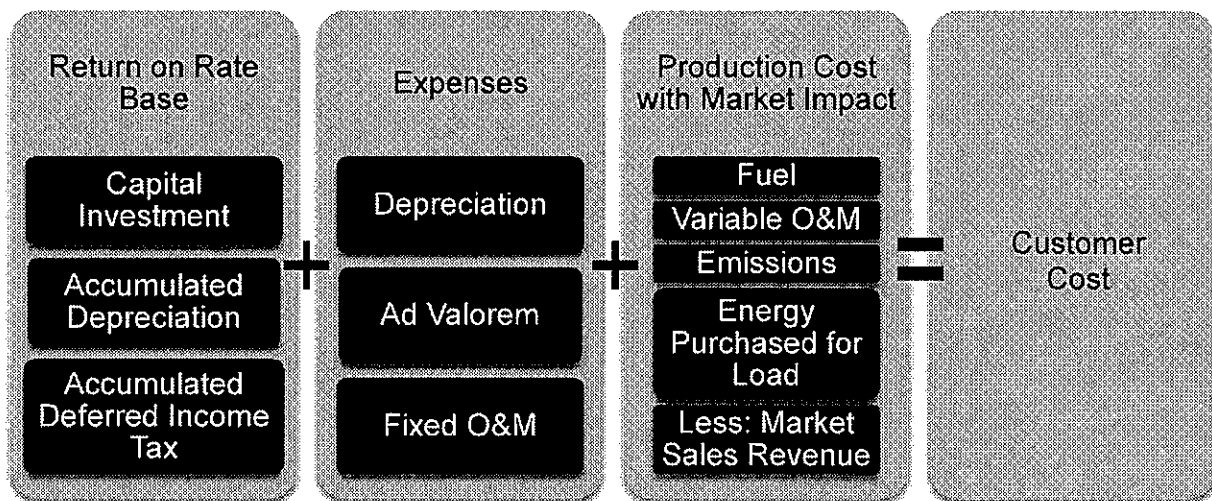 Return on Rate
Base
Capital
Investment
Accumulated
Depreciation
Accumulated
Deferred Income
Tax
+
Expenses
Depreciation
Ad Valorem
Fixed O&M
+
Production Cost
with Market Impact
Fuel
Variable O&M
Emissions
Energy
Purchased for
Load
Less: Market
Sales Revenue
=
Customer
Cost